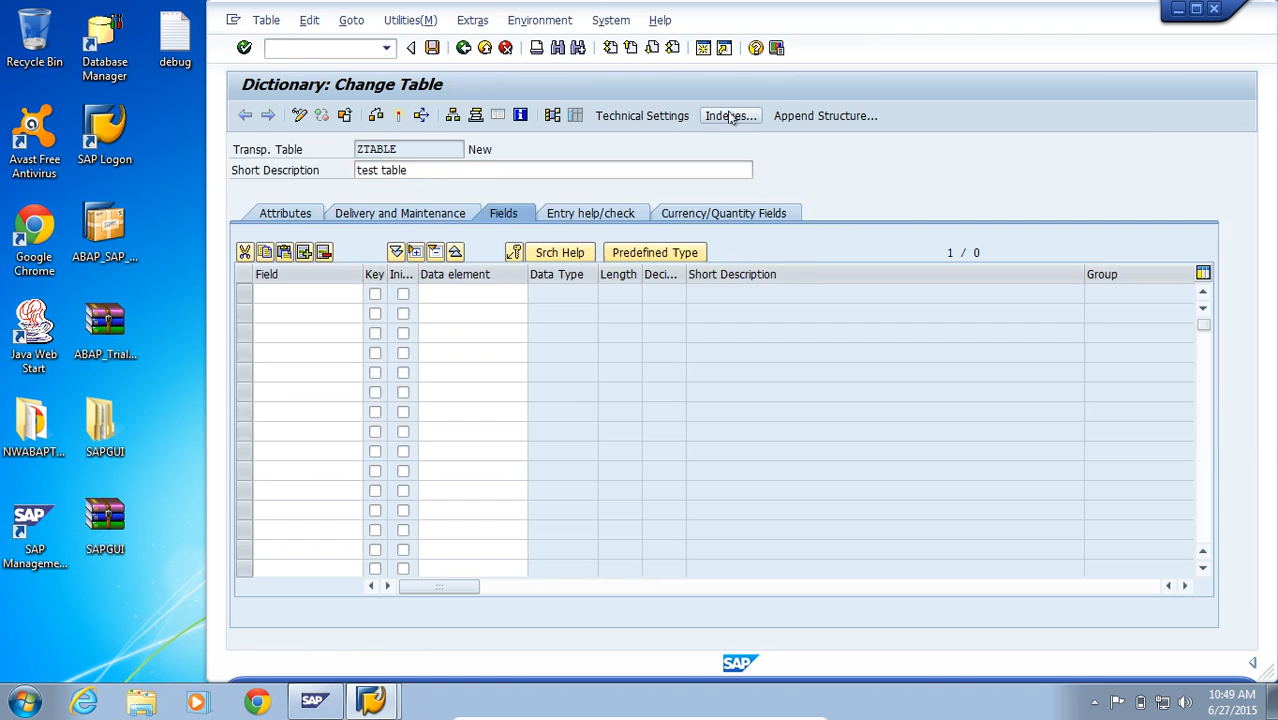 Recycle Bin
Database Manager
debug
Avast Free Antivirus
SAP Logon
Google Chrome
ABAP_SAP_...
Java Web Start
ABAP_Trial...
NWABAPT...
SAPGUI
SAP Manageme...
SAPGUI
Table Edit Goto Utilities(M) Extras Environment System Help
Dictionary: Change Table
Technical Settings Indexes... Append Structure...
Transp. Table ZTABLE New
Short Description test table
Attributes Delivery and Maintenance Fields Entry help/check Currency/Quantity Fields
Srch Help Predefined Type 1 / 0
Field Key Ini... Data element Data Type Length Deci... Short Description Group
SAP
10:49 AM
6/27/2015